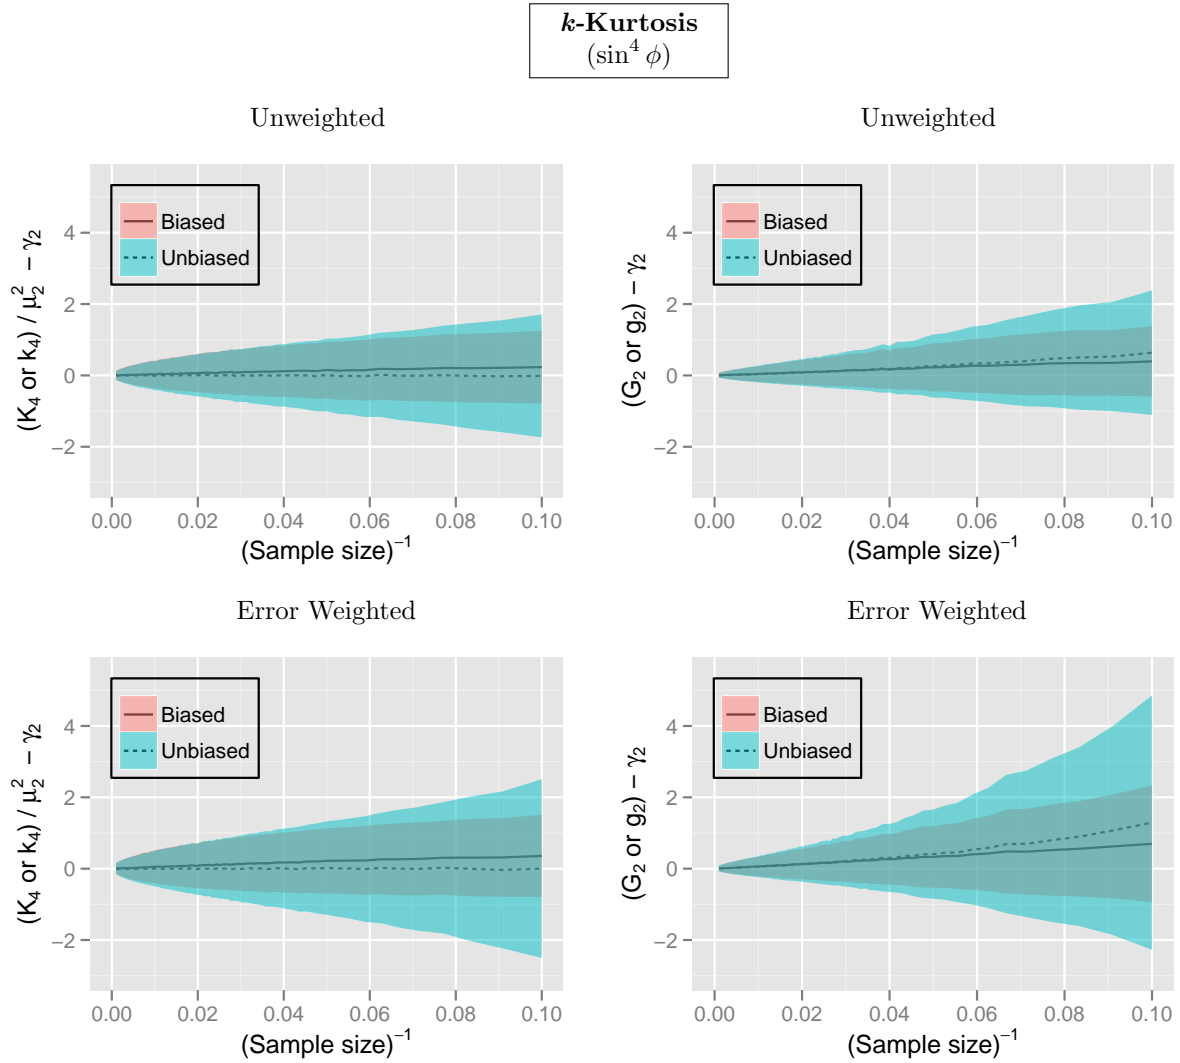 k-Kurtosis
(sin⁴ ϕ)
Unweighted
(K₄ or k₄) / μ₂² − γ₂
4
2
0
−2
Biased
Unbiased
0.00 0.02 0.04 0.06 0.08 0.10
(Sample size)⁻¹
Unweighted
(G₂ or g₂) − γ₂
4
2
0
−2
Biased
Unbiased
0.00 0.02 0.04 0.06 0.08 0.10
(Sample size)⁻¹
Error Weighted
(K₄ or k₄) / μ₂² − γ₂
4
2
0
−2
Biased
Unbiased
0.00 0.02 0.04 0.06 0.08 0.10
(Sample size)⁻¹
Error Weighted
(G₂ or g₂) − γ₂
4
2
0
−2
Biased
Unbiased
0.00 0.02 0.04 0.06 0.08 0.10
(Sample size)⁻¹